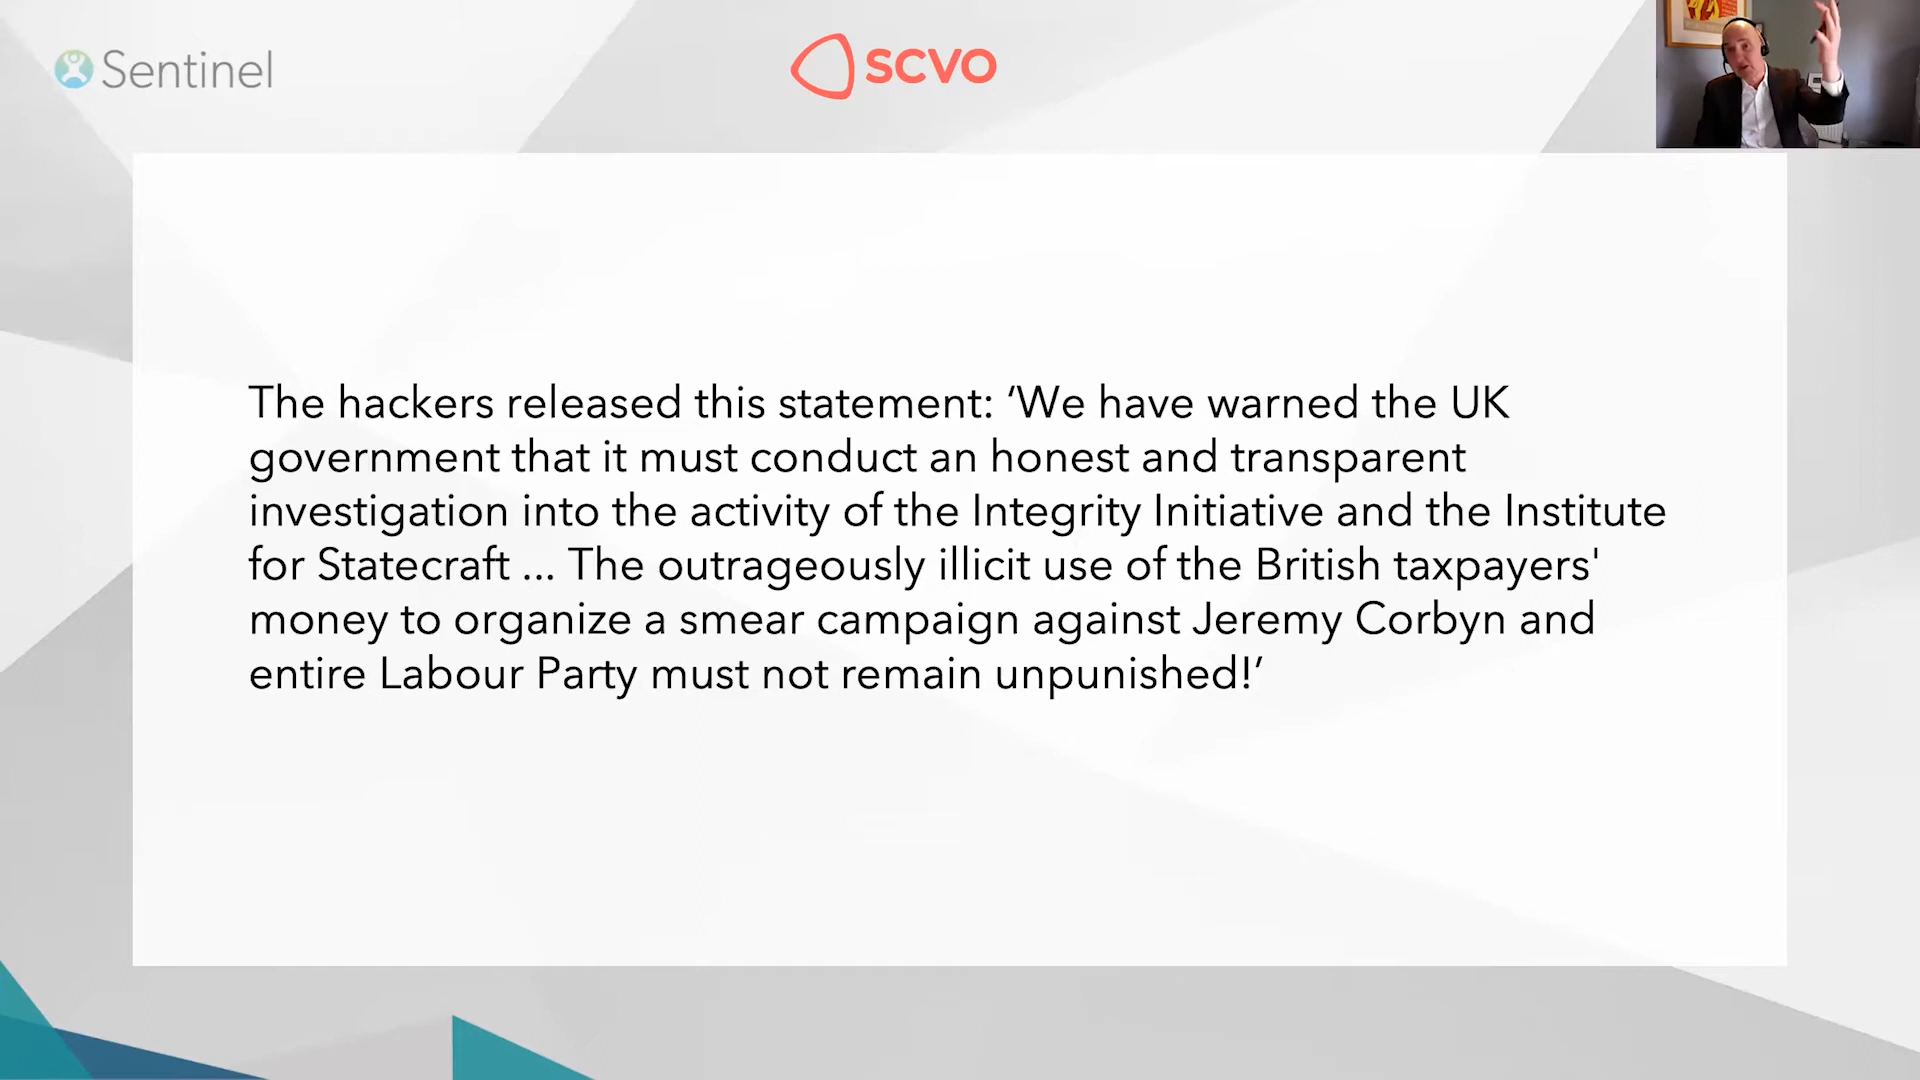 Sentinel
scvo
The hackers released this statement: ‘We have warned the UK
government that it must conduct an honest and transparent
investigation into the activity of the Integrity Initiative and the Institute
for Statecraft ... The outrageously illicit use of the British taxpayers'
money to organize a smear campaign against Jeremy Corbyn and
entire Labour Party must not remain unpunished!’